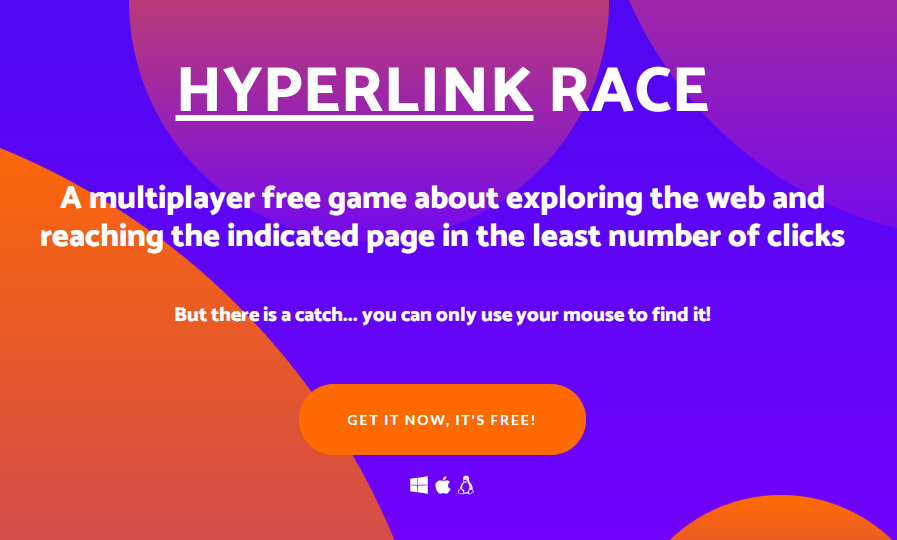 HYPERLINK RACE
A multiplayer free game about exploring the web and
reaching the indicated page in the least number of clicks
But there is a catch... you can only use your mouse to find it!
GET IT NOW, IT'S FREE!